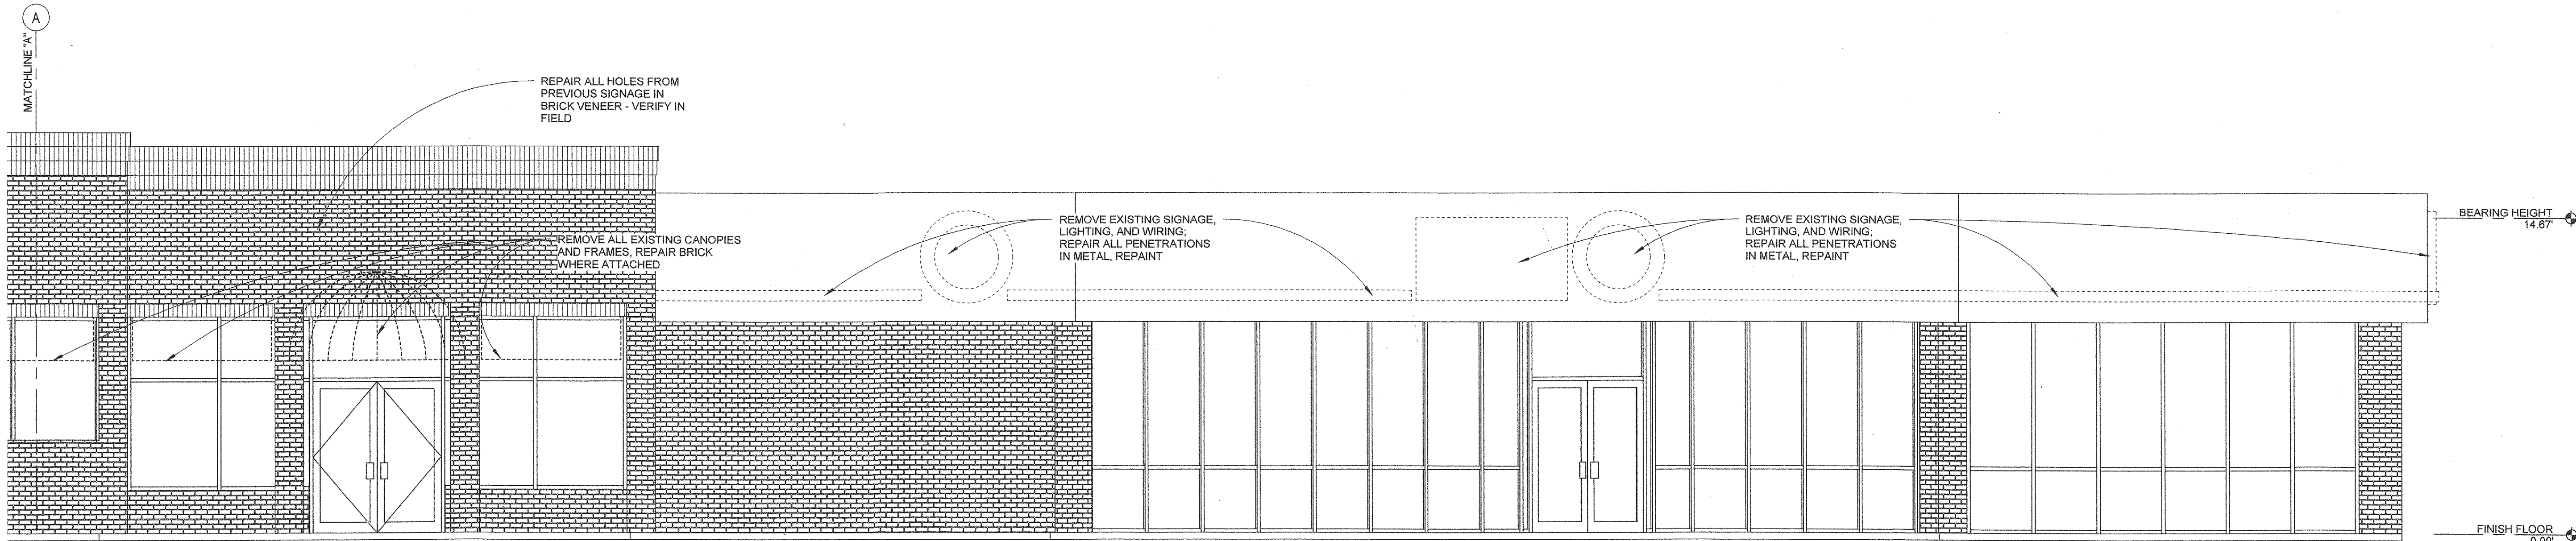 A
MATCHLINE "A"
REPAIR ALL HOLES FROM
PREVIOUS SIGNAGE IN
BRICK VENEER - VERIFY IN
FIELD
REMOVE ALL EXISTING CANOPIES
AND FRAMES, REPAIR BRICK
WHERE ATTACHED
REMOVE EXISTING SIGNAGE,
LIGHTING, AND WIRING;
REPAIR ALL PENETRATIONS
IN METAL, REPAINT
REMOVE EXISTING SIGNAGE,
LIGHTING, AND WIRING;
REPAIR ALL PENETRATIONS
IN METAL, REPAINT
BEARING HEIGHT
14.67'
FINISH FLOOR
0.00'